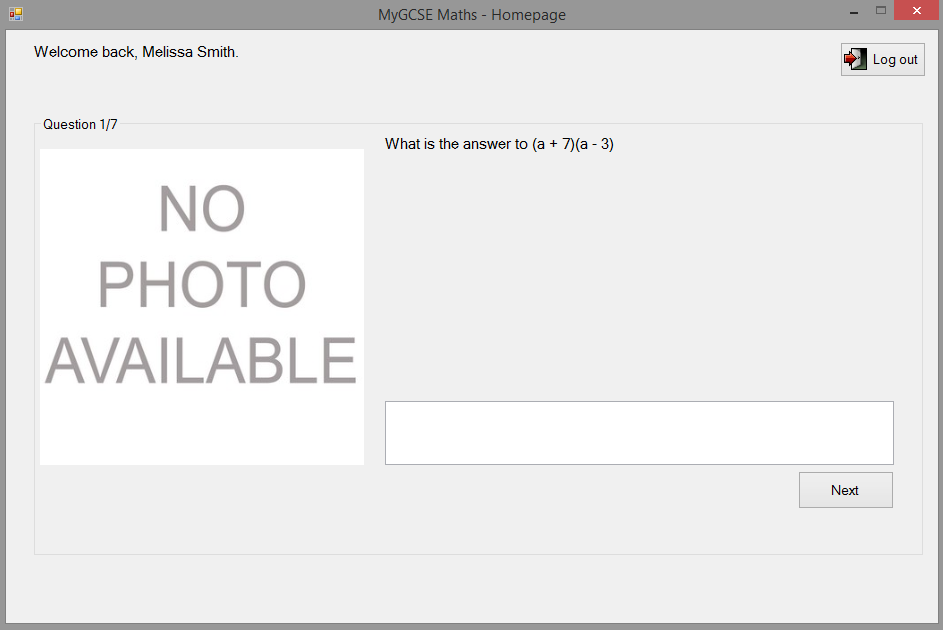 MyGCSE Maths - Homepage
Welcome back, Melissa Smith.
Log out
Question 1/7
What is the answer to (a + 7)(a - 3)
NO
PHOTO
AVAILABLE
Next